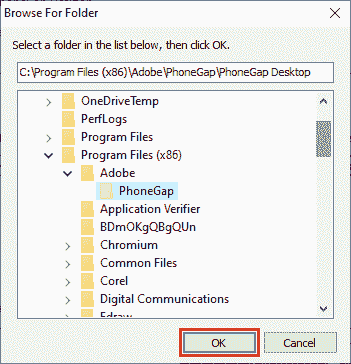 Browse For Folder
Select a folder in the list below, then click OK.
C:\Program Files (x86)\Adobe\PhoneGap\PhoneGap Desktop
OneDriveTemp
PerfLogs
Program Files
Program Files (x86)
Adobe
PhoneGap
Application Verifier
BDmOKgQBgQUn
Chromium
Common Files
Corel
Digital Communications
OK
Cancel